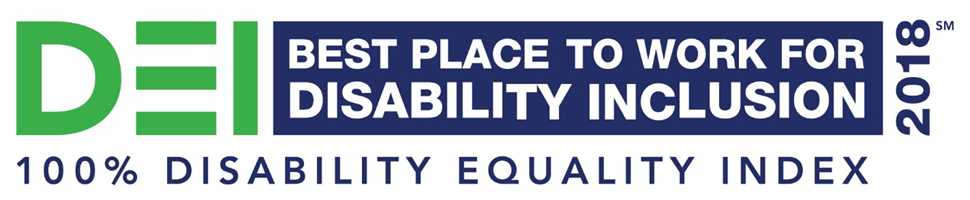 DEI
BEST PLACE TO WORK FOR
DISABILITY INCLUSION
2018 SM
100% DISABILITY EQUALITY INDEX